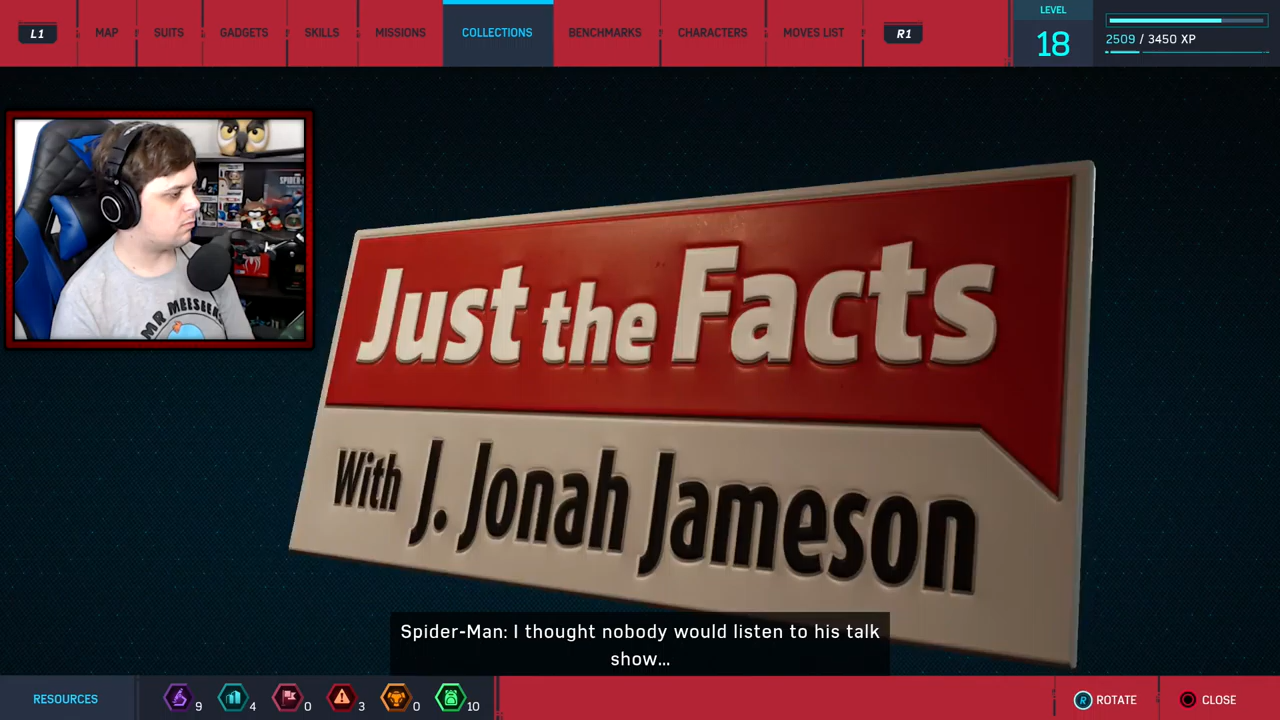 L1 MAP SUITS GADGETS SKILLS MISSIONS COLLECTIONS BENCHMARKS CHARACTERS MOVES LIST R1
LEVEL
18
2509 / 3450 XP
MR MEESEEK
Just the Facts
With J. Jonah Jameson
Spider-Man: I thought nobody would listen to his talk
show...
RESOURCES 9 4 0 3 0 10 R ROTATE CLOSE